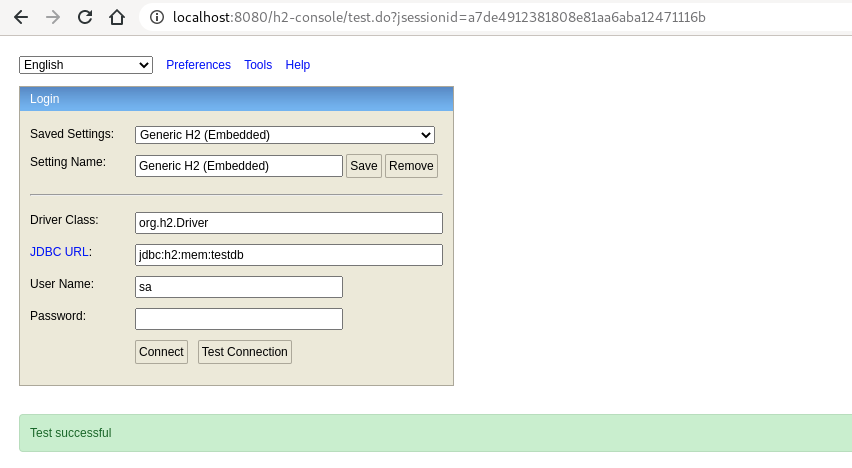 localhost:8080/h2-console/test.do?jsessionid=a7de4912381808e81aa6aba12471116b
English Preferences Tools Help
Login
Saved Settings: Generic H2 (Embedded)
Setting Name: Generic H2 (Embedded) Save Remove
Driver Class: org.h2.Driver
JDBC URL: jdbc:h2:mem:testdb
User Name: sa
Password:
Connect Test Connection
Test successful